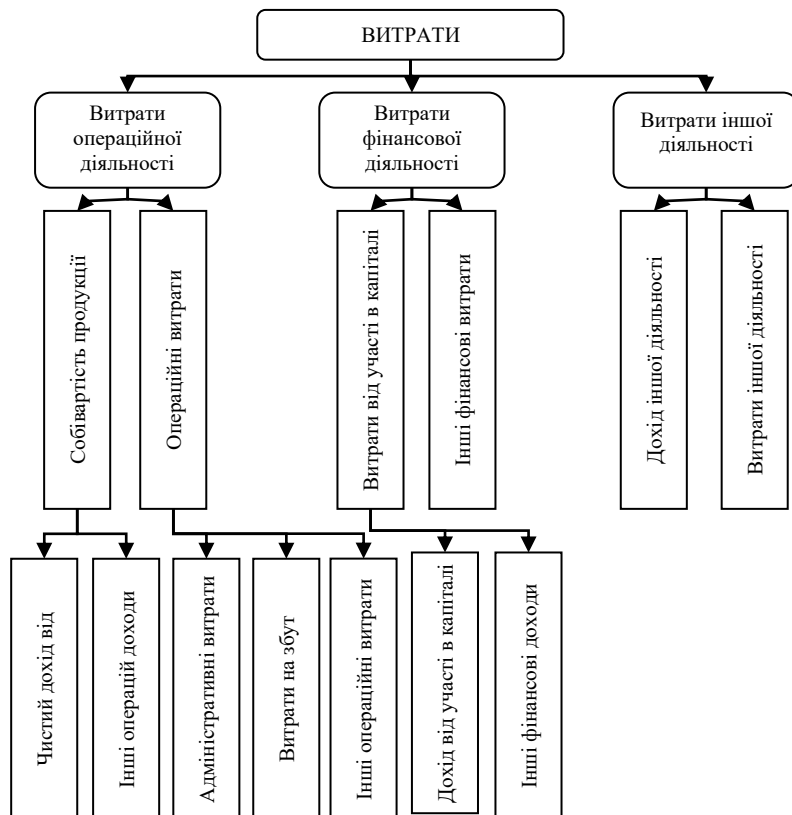 ВИТРАТИ
Витрати
операційної
діяльності
Витрати
фінансової
діяльності
Витрати іншої
діяльності
Собівартість продукції
Операційні витрати
Витрати від участі в капіталі
Інші фінансові витрати
Дохід іншої діяльності
Витрати іншої діяльності
Чистий дохід від
Інші операцій доходи
Адміністративні витрати
Витрати на збут
Інші операційні витрати
Дохід від участі в капіталі
Інші фінансові доходи